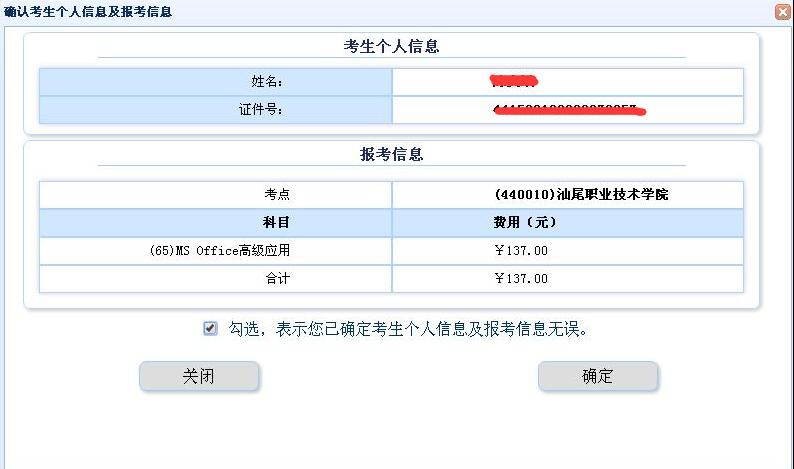 确认考生个人信息及报考信息
考生个人信息
姓名:
证件号:
报考信息
考点 (440010)汕尾职业技术学院
科目 费用（元）
(65)MS Office高级应用 ￥137.00
合计 ￥137.00
勾选，表示您已确定考生个人信息及报考信息无误。
关闭 确定